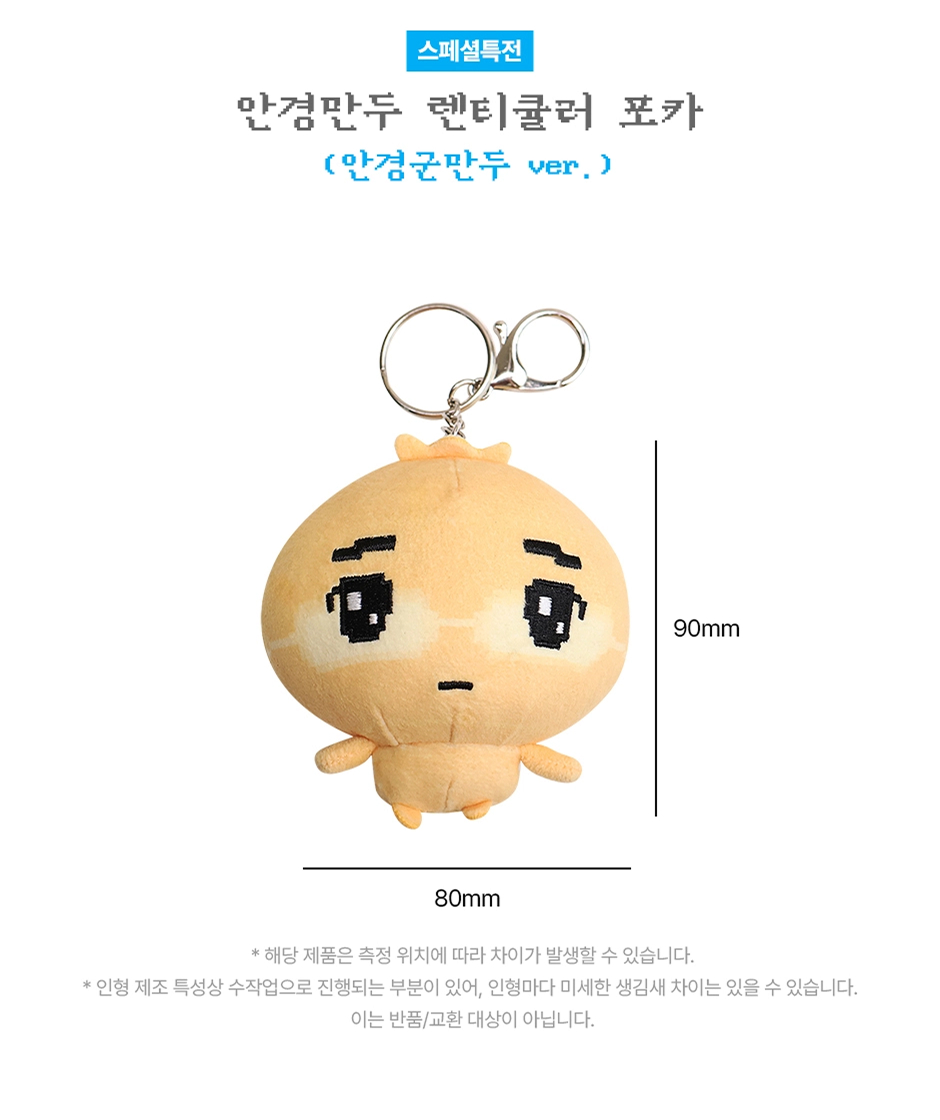 스페셜특전
안경만두 렌티큘러 포카
(안경군만두 ver.)
90mm
80mm
* 해당 제품은 측정 위치에 따라 차이가 발생할 수 있습니다.
* 인형 제조 특성상 수작업으로 진행되는 부분이 있어, 인형마다 미세한 생김새 차이는 있을 수 있습니다.
이는 반품/교환 대상이 아닙니다.